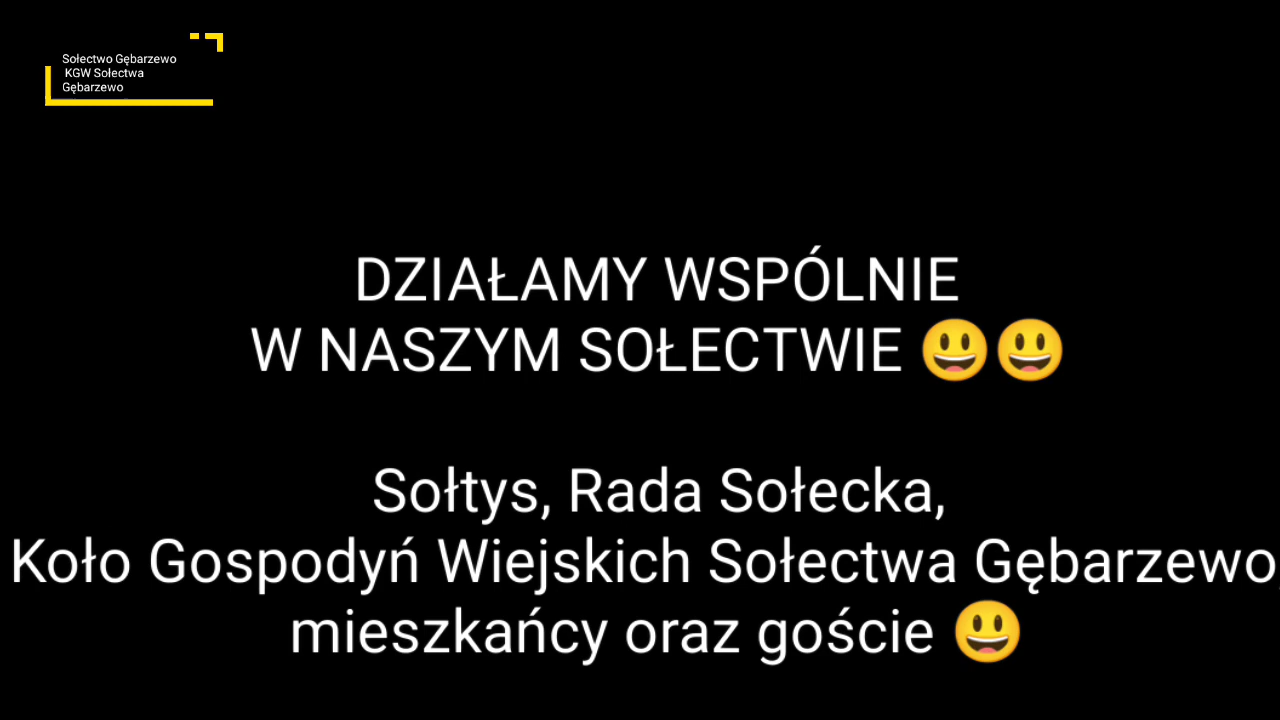 Sołectwo Gębarzewo
KGW Sołectwa
Gębarzewo
DZIAŁAMY WSPÓLNIE
W NASZYM SOŁECTWIE 😃😃
Sołtys, Rada Sołecka,
Koło Gospodyń Wiejskich Sołectwa Gębarzewo
mieszkańcy oraz goście 😃